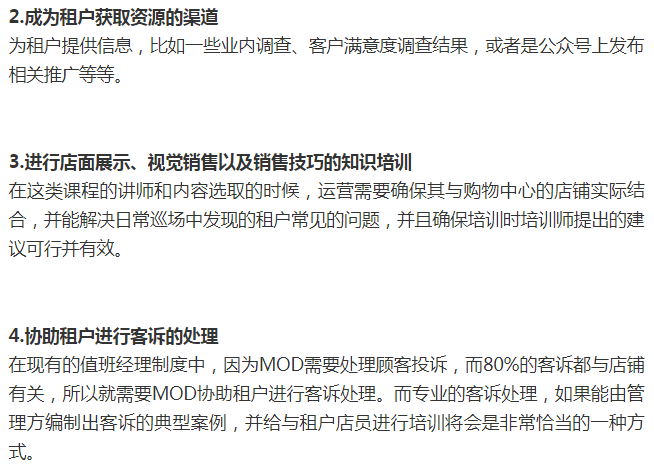 2.成为租户获取资源的渠道
为租户提供信息，比如一些业内调查、客户满意度调查结果，或者是公众号上发布
相关推广等等。
3.进行店面展示、视觉销售以及销售技巧的知识培训
在这类课程的讲师和内容选取的时候，运营需要确保其与购物中心的店铺实际结
合，并能解决日常巡场中发现的租户常见的问题，并且确保培训时培训师提出的建
议可行并有效。
4.协助租户进行客诉的处理
在现有的值班经理制度中，因为MOD需要处理顾客投诉，而80%的客诉都与店铺
有关，所以就需要MOD协助租户进行客诉处理。而专业的客诉处理，如果能由管
理方编制出客诉的典型案例，并给与租户店员进行培训将会是非常恰当的一种方
式。